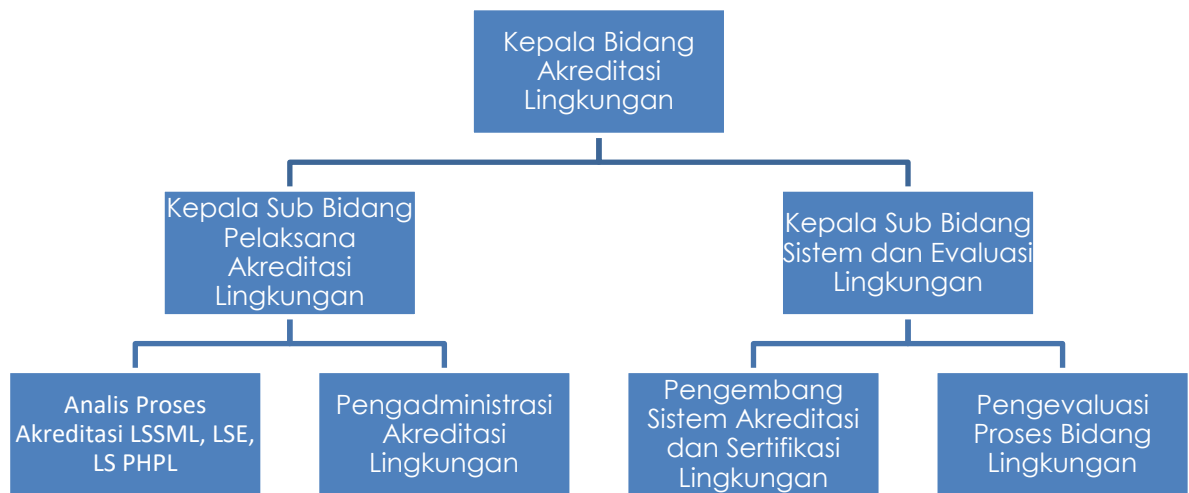 Kepala Bidang
Akreditasi
Lingkungan
Kepala Sub Bidang
Pelaksana
Akreditasi
Lingkungan
Kepala Sub Bidang
Sistem dan Evaluasi
Lingkungan
Analis Proses
Akreditasi LSSML, LSE,
LS PHPL
Pengadministrasi
Akreditasi
Lingkungan
Pengembang
Sistem Akreditasi
dan Sertifikasi
Lingkungan
Pengevaluasi
Proses Bidang
Lingkungan